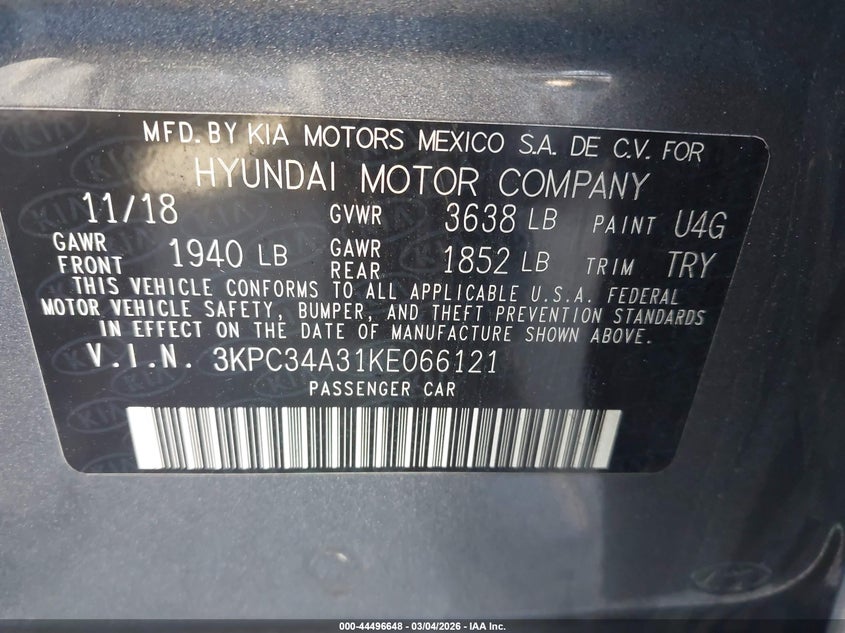 MFD. BY KIA MOTORS MEXICO S.A. DE C.V. FOR
HYUNDAI MOTOR COMPANY
11/18 GVWR 3638 LB PAINT U4G
GAWR FRONT 1940 LB GAWR REAR 1852 LB TRIM TRY
THIS VEHICLE CONFORMS TO ALL APPLICABLE U.S.A. FEDERAL
MOTOR VEHICLE SAFETY, BUMPER, AND THEFT PREVENTION STANDARDS
IN EFFECT ON THE DATE OF MANUFACTURE SHOWN ABOVE.
V.I.N. 3KPC34A31KE066121
PASSENGER CAR
000-44496648 - 03/04/2026 - IAA Inc.